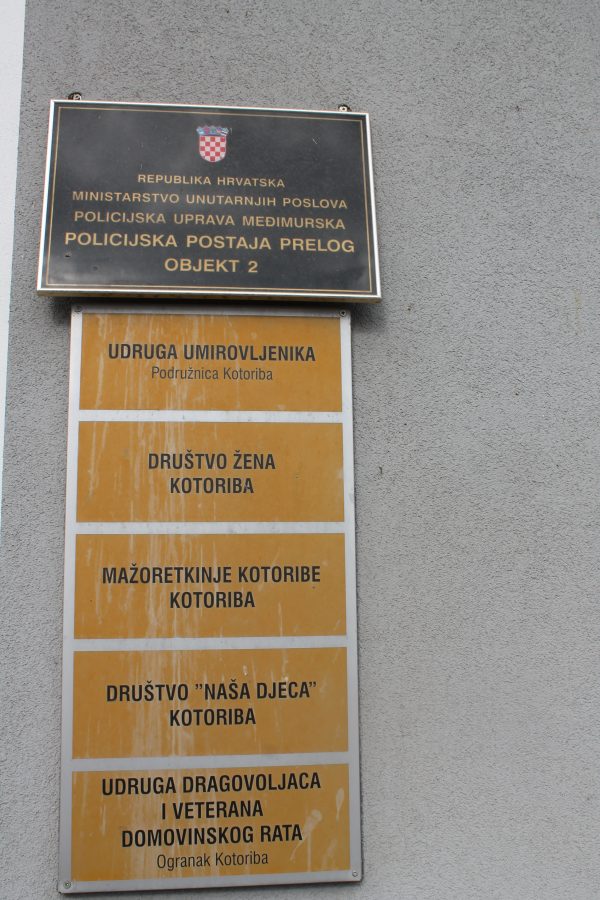 REPUBLIKA HRVATSKA
MINISTARSTVO UNUTARNJIH POSLOVA
POLICIJSKA UPRAVA MEĐIMURSKA
POLICIJSKA POSTAJA PRELOG
OBJEKT 2
UDRUGA UMIROVLJENIKA
Podružnica Kotoriba
DRUŠTVO ŽENA
KOTORIBA
MAŽORETKINJE KOTORIBE
KOTORIBA
DRUŠTVO ”NAŠA DJECA”
KOTORIBA
UDRUGA DRAGOVOLJACA
I VETERANA
DOMOVINSKOG RATA
Ogranak Kotoriba